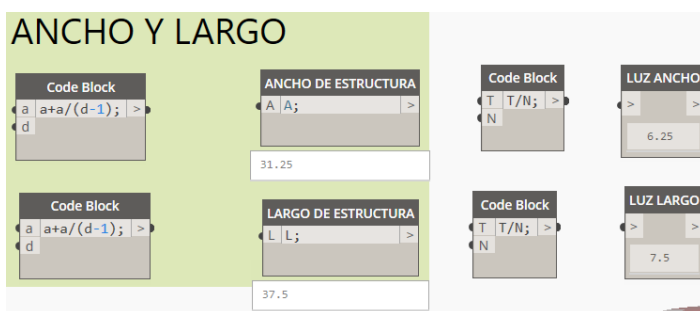 ANCHO Y LARGO
Code Block
a a+a/(d-1); >
d
ANCHO DE ESTRUCTURA
A A; >
31.25
Code Block
T T/N; >
N
LUZ ANCHO
> >
6.25
Code Block
a a+a/(d-1); >
d
LARGO DE ESTRUCTURA
L L; >
37.5
Code Block
T T/N; >
N
LUZ LARGO
> >
7.5